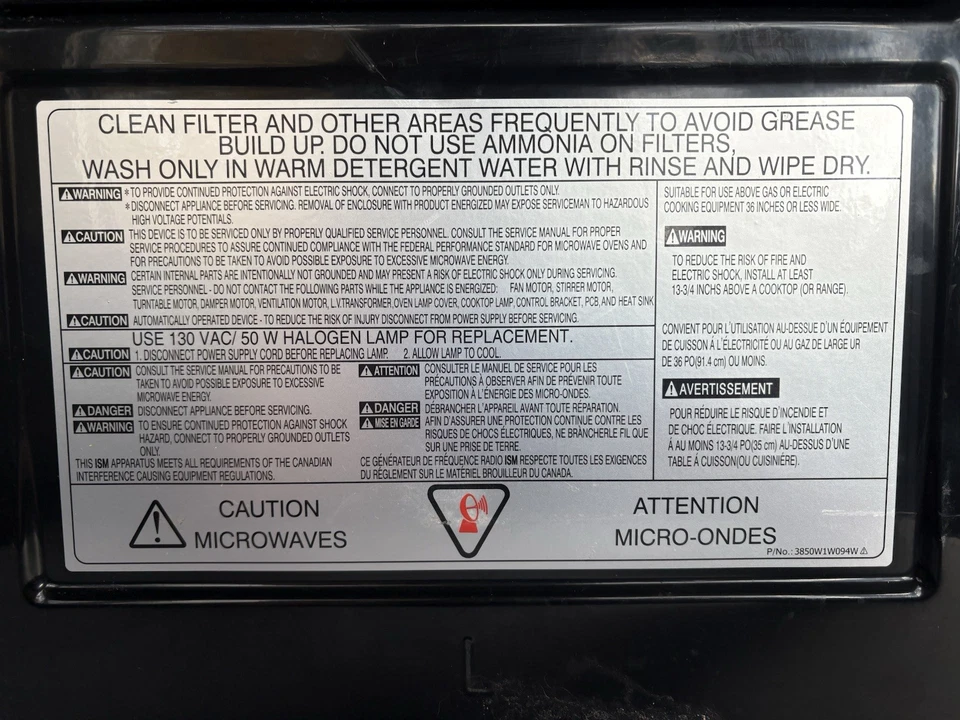 CLEAN FILTER AND OTHER AREAS FREQUENTLY TO AVOID GREASE
BUILD UP. DO NOT USE AMMONIA ON FILTERS,
WASH ONLY IN WARM DETERGENT WATER WITH RINSE AND WIPE DRY.
⚠WARNING *TO PROVIDE CONTINUED PROTECTION AGAINST ELECTRIC SHOCK, CONNECT TO PROPERLY GROUNDED OUTLETS ONLY.
*DISCONNECT APPLIANCE BEFORE SERVICING. REMOVAL OF ENCLOSURE WITH PRODUCT ENERGIZED MAY EXPOSE SERVICEMAN TO HAZARDOUS
HIGH VOLTAGE POTENTIALS.
⚠CAUTION THIS DEVICE IS TO BE SERVICED ONLY BY PROPERLY QUALIFIED SERVICE PERSONNEL. CONSULT THE SERVICE MANUAL FOR PROPER
SERVICE PROCEDURES TO ASSURE CONTINUED COMPLIANCE WITH THE FEDERAL PERFORMANCE STANDARD FOR MICROWAVE OVENS AND
FOR PRECAUTIONS TO BE TAKEN TO AVOID POSSIBLE EXPOSURE TO EXCESSIVE MICROWAVE ENERGY.
⚠WARNING CERTAIN INTERNAL PARTS ARE INTENTIONALLY NOT GROUNDED AND MAY PRESENT A RISK OF ELECTRIC SHOCK ONLY DURING SERVICING.
SERVICE PERSONNEL - DO NOT CONTACT THE FOLLOWING PARTS WHILE THE APPLIANCE IS ENERGIZED: FAN MOTOR, STIRRER MOTOR,
TURNTABLE MOTOR, DAMPER MOTOR, VENTILATION MOTOR, L.V.TRANSFORMER, OVEN LAMP COVER, COOKTOP LAMP, CONTROL BRACKET, PCB, AND HEAT SINK
⚠CAUTION AUTOMATICALLY OPERATED DEVICE - TO REDUCE THE RISK OF INJURY DISCONNECT FROM POWER SUPPLY BEFORE SERVICING.
USE 130 VAC/ 50 W HALOGEN LAMP FOR REPLACEMENT.
⚠CAUTION 1. DISCONNECT POWER SUPPLY CORD BEFORE REPLACING LAMP. 2. ALLOW LAMP TO COOL.
⚠CAUTION CONSULT THE SERVICE MANUAL FOR PRECAUTIONS TO BE
TAKEN TO AVOID POSSIBLE EXPOSURE TO EXCESSIVE
MICROWAVE ENERGY.
⚠DANGER DISCONNECT APPLIANCE BEFORE SERVICING.
⚠WARNING TO ENSURE CONTINUED PROTECTION AGAINST SHOCK
HAZARD, CONNECT TO PROPERLY GROUNDED OUTLETS
ONLY.
THIS ISM APPARATUS MEETS ALL REQUIREMENTS OF THE CANADIAN
INTERFERENCE CAUSING EQUIPMENT REGULATIONS.
⚠ATTENTION CONSULTER LE MANUEL DE SERVICE POUR LES
PRÉCAUTIONS À OBSERVER AFIN DE PRÉVENIR TOUTE
EXPOSITION À L'ÉNERGIE DES MICRO-ONDES.
⚠DANGER DÉBRANCHER L'APPAREIL AVANT TOUTE RÉPARATION.
⚠MISE EN GARDE AFIN D'ASSURER UNE PROTECTION CONTINUE CONTRE LES
RISQUES DE CHOCS ÉLECTRIQUES, NE BRANCHERLE FIL QUE
SUR UNE PRISE DE TERRE.
CE GÉNÉRATEUR DE FRÉQUENCE RADIO ISM RESPECTE TOUTES LES EXIGENCES
DU RÈGLEMENT SUR LE MATÉRIEL BROUILLEUR DU CANADA.
SUITABLE FOR USE ABOVE GAS OR ELECTRIC
COOKING EQUIPMENT 36 INCHES OR LESS WIDE.
⚠WARNING
TO REDUCE THE RISK OF FIRE AND
ELECTRIC SHOCK, INSTALL AT LEAST
13-3/4 INCHS ABOVE A COOKTOP (OR RANGE).
CONVIENT POUR L'UTILISATION AU-DESSUE D'UN ÉQUIPEMENT
DE CUISSON À L'ÉLECTRICITÉ OU AU GAZ DE LARGE UR
DE 36 PO(91.4 cm) OU MOINS.
⚠AVERTISSEMENT
POUR RÉDUIRE LE RISQUE D'INCENDIE ET
DE CHOC ÉLECTRIQUE. FAIRE L'INSTALLATION
Á AU MOINS 13-3/4 PO(35 cm) AU-DESSUS D'UNE
TABLE À CUISSON(OU CUISINIÉRE).
CAUTION
MICROWAVES
ATTENTION
MICRO-ONDES
P/No.: 3850W1W094W⚠
L